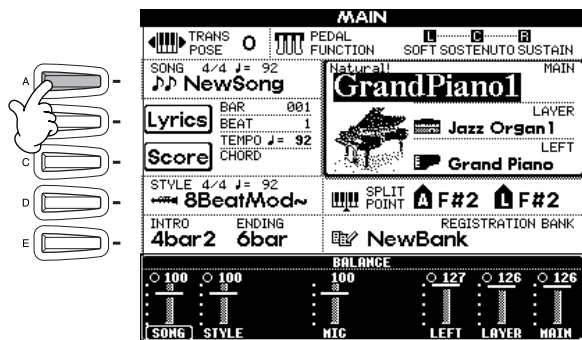 MAIN
TRANS POSE 0 PEDAL FUNCTION L C R
SOFT SOSTENUTO SUSTAIN
SONG 4/4 ♩= 92
NewSong
Natural! MAIN
GrandPiano1
Lyrics BAR 001
BEAT 1
TEMPO ♩= 92
Score CHORD
LAYER
Jazz Organ1
LEFT
Grand Piano
STYLE 4/4 ♩= 92
8BeatMod~
SPLIT POINT A F#2 L F#2
INTRO ENDING
4bar2 6bar
REGISTRATION BANK
NewBank
BALANCE
100 100 100 127 126 126
SONG STYLE MIC LEFT LAYER MAIN
A
C
D
E